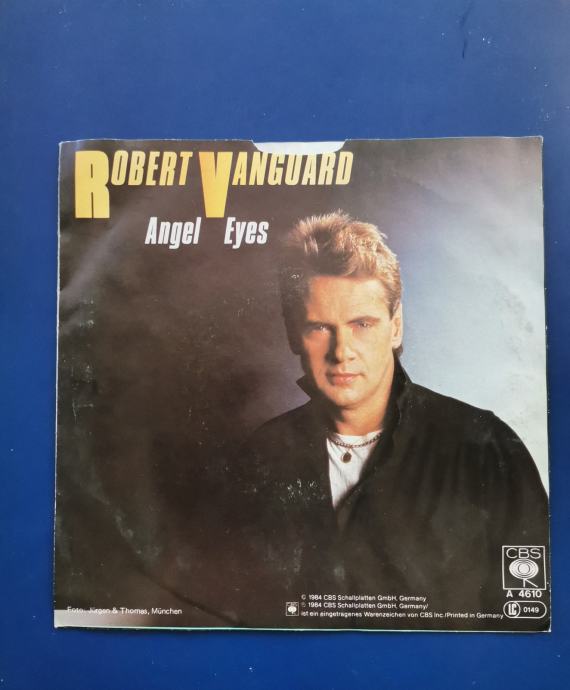 ROBERT VANGUARD
Angel Eyes
CBS
A 4610
LC 0149
Foto: Jürgen & Thomas, München
© 1984 CBS Schallplatten GmbH, Germany
℗ 1984 CBS Schallplatten GmbH, Germany/
ist ein eingetragenes Warenzeichen von CBS Inc./Printed in Germany